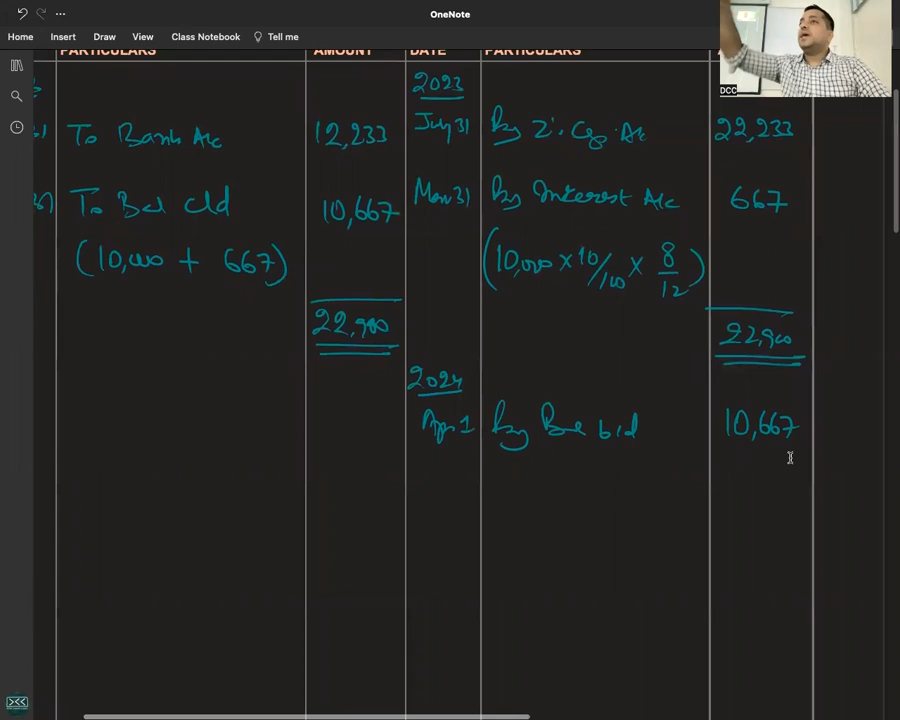 OneNote
Home Insert Draw View Class Notebook Tell me
PARTICULARS AMOUNT DATE PARTICULARS
DCC
2023
To Bank A/c 12,233 July 31 By Z's Cap. A/c 22,233
To Bal c/d 10,667 Mar 31 By Interest A/c 667
(10,000 + 667) (10,000 × 10/100 × 8/12)
22,900 22,900
2024
Apr 1 By Bal b/d 10,667